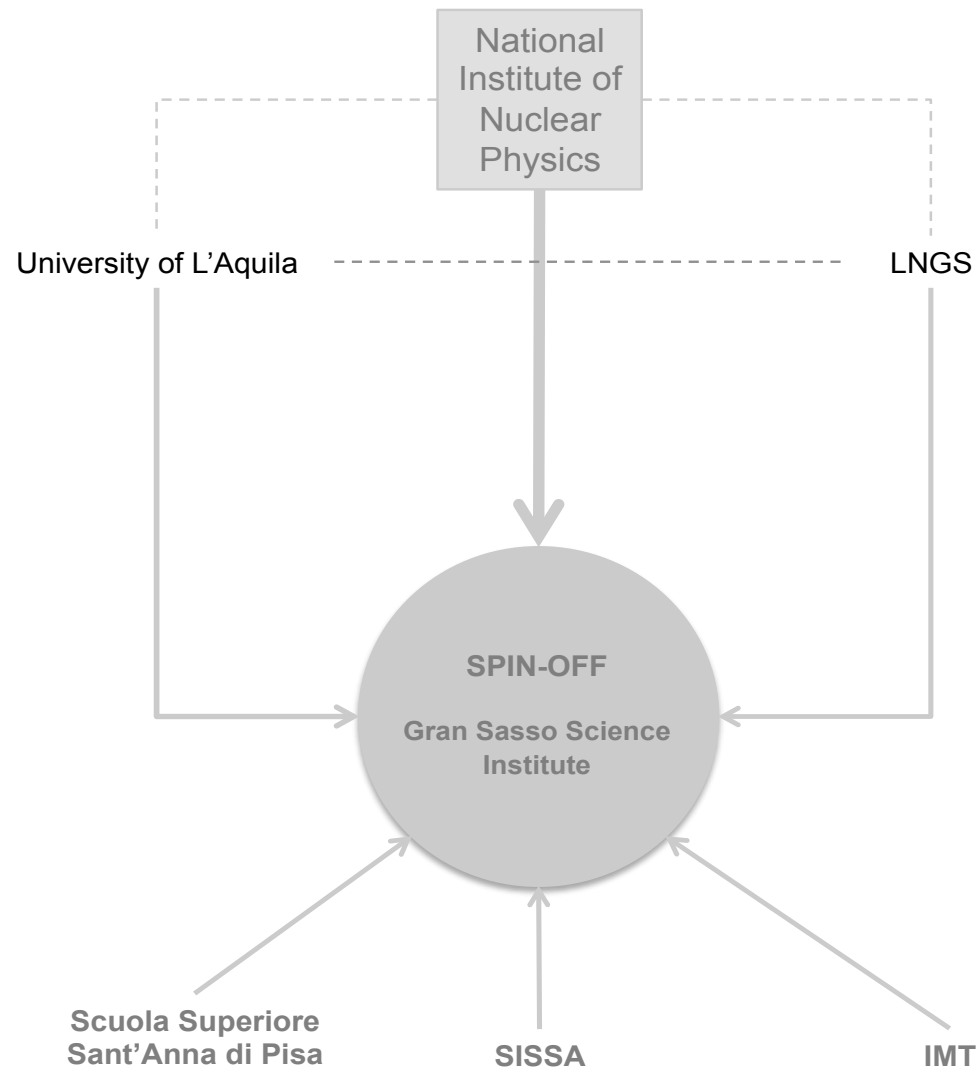 National
Institute of
Nuclear
Physics
University of L’Aquila
LNGS
SPIN-OFF
Gran Sasso Science
Institute
Scuola Superiore
Sant’Anna di Pisa
SISSA
IMT